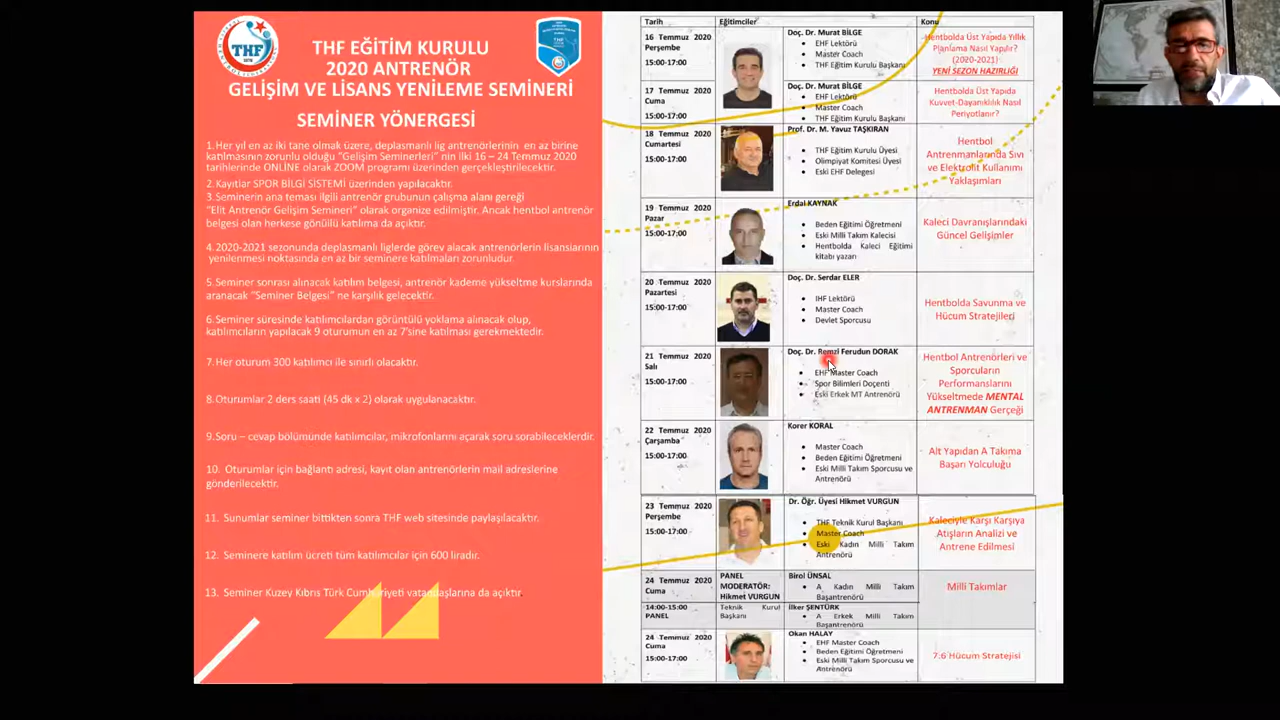 THF
THF EĞİTİM KURULU
2020 ANTRENÖR
GELİŞİM VE LİSANS YENİLEME SEMİNERİ
SEMİNER YÖNERGESİ
1. Her yıl en az iki tane olmak üzere, deplasmanlı lig antrenörlerinin en az birine
katılmasının zorunlu olduğu "Gelişim Seminerleri" nin ilki 16 – 24 Temmuz 2020
tarihlerinde ONLİNE olarak ZOOM programı üzerinden gerçekleştirilecektir.
2. Kayıtlar SPOR BİLGİ SİSTEMİ üzerinden yapılacaktır.
3. Seminerin ana teması ilgili antrenör grubunun çalışma alanı gereği
"Elit Antrenör Gelişim Semineri" olarak organize edilmiştir. Ancak hentbol antrenör
belgesi olan herkese gönüllü katılıma da açıktır.
4. 2020-2021 sezonunda deplasmanlı liglerde görev alacak antrenörlerin lisanslarının
yenilenmesi noktasında en az bir seminere katılmaları zorunludur.
5. Seminer sonrası alınacak katılım belgesi, antrenör kademe yükseltme kurslarında
aranacak "Seminer Belgesi" ne karşılık gelecektir.
6. Seminer süresinde katılımcılardan görüntülü yoklama alınacak olup,
katılımcıların yapılacak 9 oturumun en az 7'sine katılması gerekmektedir.
7. Her oturum 300 katılımcı ile sınırlı olacaktır.
8. Oturumlar 2 ders saati (45 dk x 2) olarak uygulanacaktır.
9. Soru – cevap bölümünde katılımcılar, mikrofonlarını açarak soru sorabileceklerdir.
10. Oturumlar için bağlantı adresi, kayıt olan antrenörlerin mail adreslerine
gönderilecektir.
11. Sunumlar seminer bittikten sonra THF web sitesinde paylaşılacaktır.
12. Seminere katılım ücreti tüm katılımcılar için 600 liradır.
13. Seminer Kuzey Kıbrıs Türk Cumhuriyeti vatandaşlarına da açıktır.
Tarih Eğitimciler Konu
16 Temmuz 2020
Perşembe
15:00-17:00
Doç. Dr. Murat BİLGE
• EHF Lektörü
• Master Coach
• THF Eğitim Kurulu Başkanı
Hentbolda Üst Yapıda Yıllık
Planlama Nasıl Yapılır?
(2020-2021)
YENİ SEZON HAZIRLIĞI
17 Temmuz 2020
Cuma
15:00-17:00
Doç. Dr. Murat BİLGE
• EHF Lektörü
• Master Coach
• THF Eğitim Kurulu Başkanı
Hentbolda Üst Yapıda
Kuvvet-Dayanıklılık Nasıl
Periyotlanır?
18 Temmuz 2020
Cumartesi
15:00-17:00
Prof. Dr. M. Yavuz TAŞKIRAN
• THF Eğitim Kurulu Üyesi
• Olimpiyat Komitesi Üyesi
• Eski EHF Delegesi
Hentbol
Antrenmanlarında Sıvı
ve Elektrolit Kullanımı
Yaklaşımları
19 Temmuz 2020
Pazar
15:00-17:00
Erdal KAYNAK
• Beden Eğitimi Öğretmeni
• Eski Milli Takım Kalecisi
• Hentbolda Kaleci Eğitimi
kitabı yazarı
Kaleci Davranışlarındaki
Güncel Gelişimler
20 Temmuz 2020
Pazartesi
15:00-17:00
Doç. Dr. Serdar ELER
• IHF Lektörü
• Master Coach
• Devlet Sporcusu
Hentbolda Savunma ve
Hücum Stratejileri
21 Temmuz 2020
Salı
15:00-17:00
Doç. Dr. Remzi Ferudun DORAK
• EHF Master Coach
• Spor Bilimleri Doçenti
• Eski Erkek MT Antrenörü
Hentbol Antrenörleri ve
Sporcuların
Performanslarını
Yükseltmede MENTAL
ANTRENMAN Gerçeği
22 Temmuz 2020
Çarşamba
15:00-17:00
Korer KORAL
• Master Coach
• Beden Eğitimi Öğretmeni
• Eski Milli Takım Sporcusu ve
Antrenörü
Alt Yapıdan A Takıma
Başarı Yolculuğu
23 Temmuz 2020
Perşembe
15:00-17:00
Dr. Öğr. Üyesi Hikmet VURGUN
• THF Teknik Kurul Başkanı
• Master Coach
• Eski Kadın Milli Takım
Antrenörü
Kaleciyle Karşı Karşıya
Atışların Analizi ve
Antrene Edilmesi
24 Temmuz 2020
Cuma
14:00-15:00
PANEL
PANEL
MODERATÖR:
Hikmet VURGUN
Teknik Kurul
Başkanı
Birol ÜNSAL
• A Kadın Milli Takım
Başantrenörü
İlker ŞENTÜRK
• A Erkek Milli Takım
Başantrenörü
Milli Takımlar
24 Temmuz 2020
Cuma
15:00-17:00
Okan HALAY
• EHF Master Coach
• Beden Eğitimi Öğretmeni
• Eski Milli Takım Sporcusu ve
Antrenörü
7:6 Hücum Stratejisi